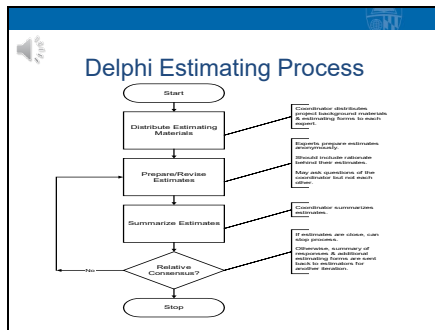 Delphi Estimating Process
Start
Distribute Estimating
Materials
Coordinator distributes
project background materials
& estimating forms to each
expert.
Prepare/Revise
Estimates
Experts prepare estimates
anonymously.
Should include rationale
behind their estimates.
May ask questions of the
coordinator but not each
other.
Summarize Estimates
Coordinator summarizes
estimates.
Relative
Consensus?
No
If estimates are close, can
stop process.
Otherwise, summary of
responses & additional
estimating forms are sent
back to estimators for
another iteration.
Stop